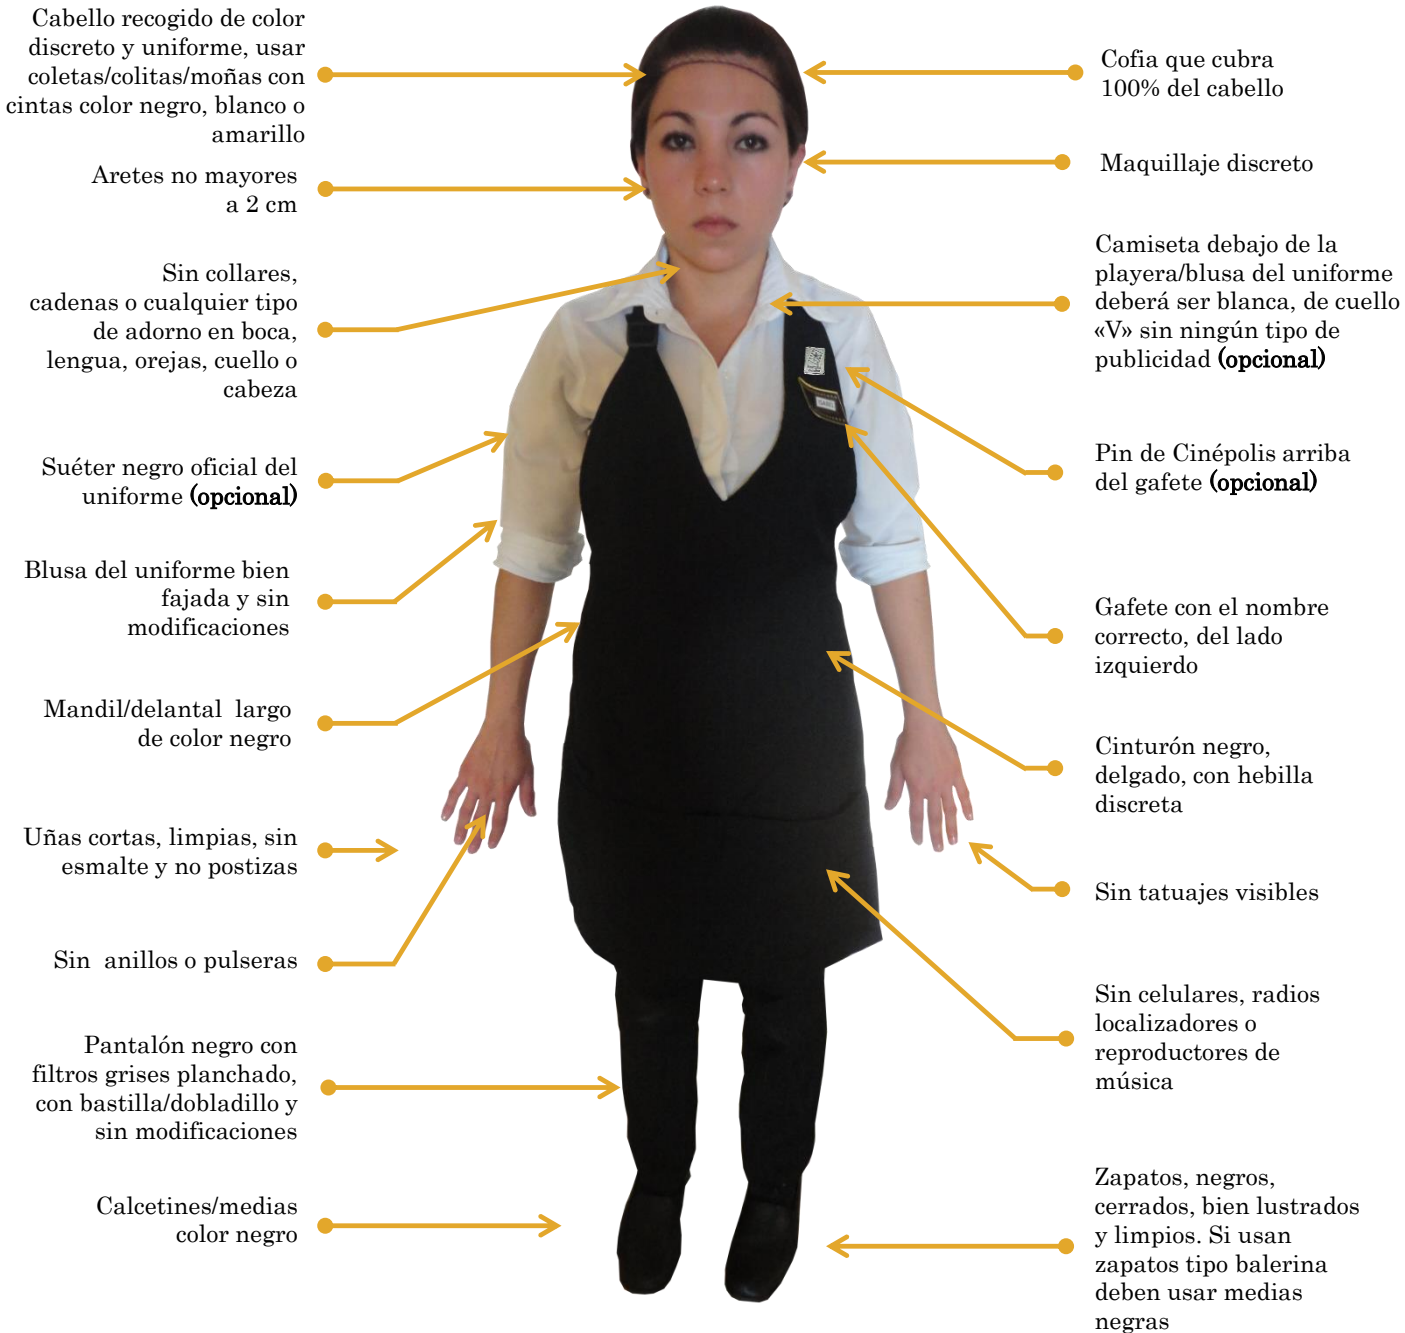 Cabello recogido de color
discreto y uniforme, usar
coletas/colitas/moñas con
cintas color negro, blanco o
amarillo
Aretes no mayores
a 2 cm
Sin collares,
cadenas o cualquier tipo
de adorno en boca,
lengua, orejas, cuello o
cabeza
Suéter negro oficial del
uniforme (opcional)
Blusa del uniforme bien
fajada y sin
modificaciones
Mandil/delantal  largo
de color negro
Uñas cortas, limpias, sin
esmalte y no postizas
Sin  anillos o pulseras
Pantalón negro con
filtros grises planchado,
con bastilla/dobladillo y
sin modificaciones
Calcetines/medias
color negro
Cofia que cubra
100% del cabello
Maquillaje discreto
Camiseta debajo de la
playera/blusa del uniforme
deberá ser blanca, de cuello
«V» sin ningún tipo de
publicidad (opcional)
Pin de Cinépolis arriba
del gafete (opcional)
Gafete con el nombre
correcto, del lado
izquierdo
Cinturón negro,
delgado, con hebilla
discreta
Sin tatuajes visibles
Sin celulares, radios
localizadores o
reproductores de
música
Zapatos, negros,
cerrados, bien lustrados
y limpios. Si usan
zapatos tipo balerina
deben usar medias
negras